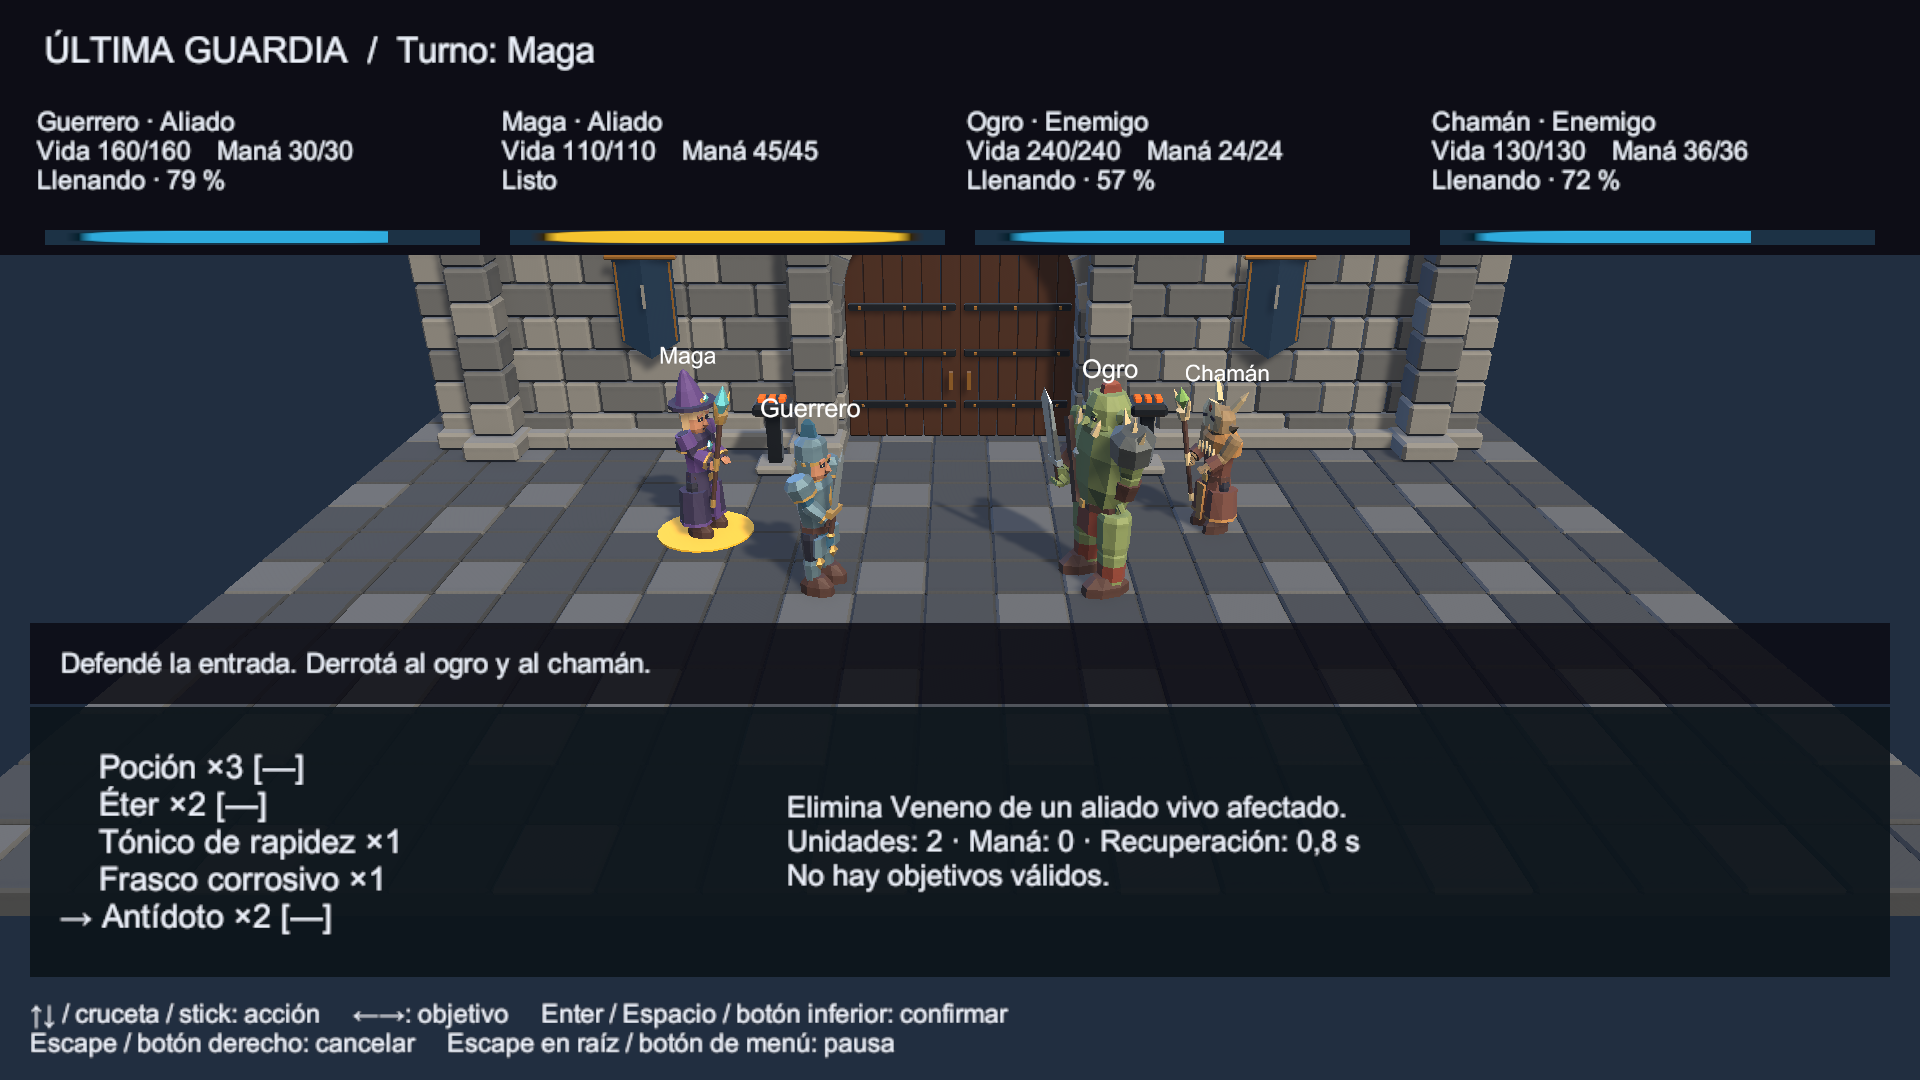 ÚLTIMA GUARDIA / Turno: Maga
Guerrero · Aliado
Vida 160/160 Maná 30/30
Llenando · 79 %
Maga · Aliado
Vida 110/110 Maná 45/45
Listo
Ogro · Enemigo
Vida 240/240 Maná 24/24
Llenando · 57 %
Chamán · Enemigo
Vida 130/130 Maná 36/36
Llenando · 72 %
Maga
Guerrero
Ogro
Chamán
Defendé la entrada. Derrotá al ogro y al chamán.
Poción ×3 [—]
Éter ×2 [—]
Tónico de rapidez ×1
Frasco corrosivo ×1
→ Antídoto ×2 [—]
Elimina Veneno de un aliado vivo afectado.
Unidades: 2 · Maná: 0 · Recuperación: 0,8 s
No hay objetivos válidos.
↑↓ / cruceta / stick: acción ←→: objetivo Enter / Espacio / botón inferior: confirmar
Escape / botón derecho: cancelar Escape en raíz / botón de menú: pausa